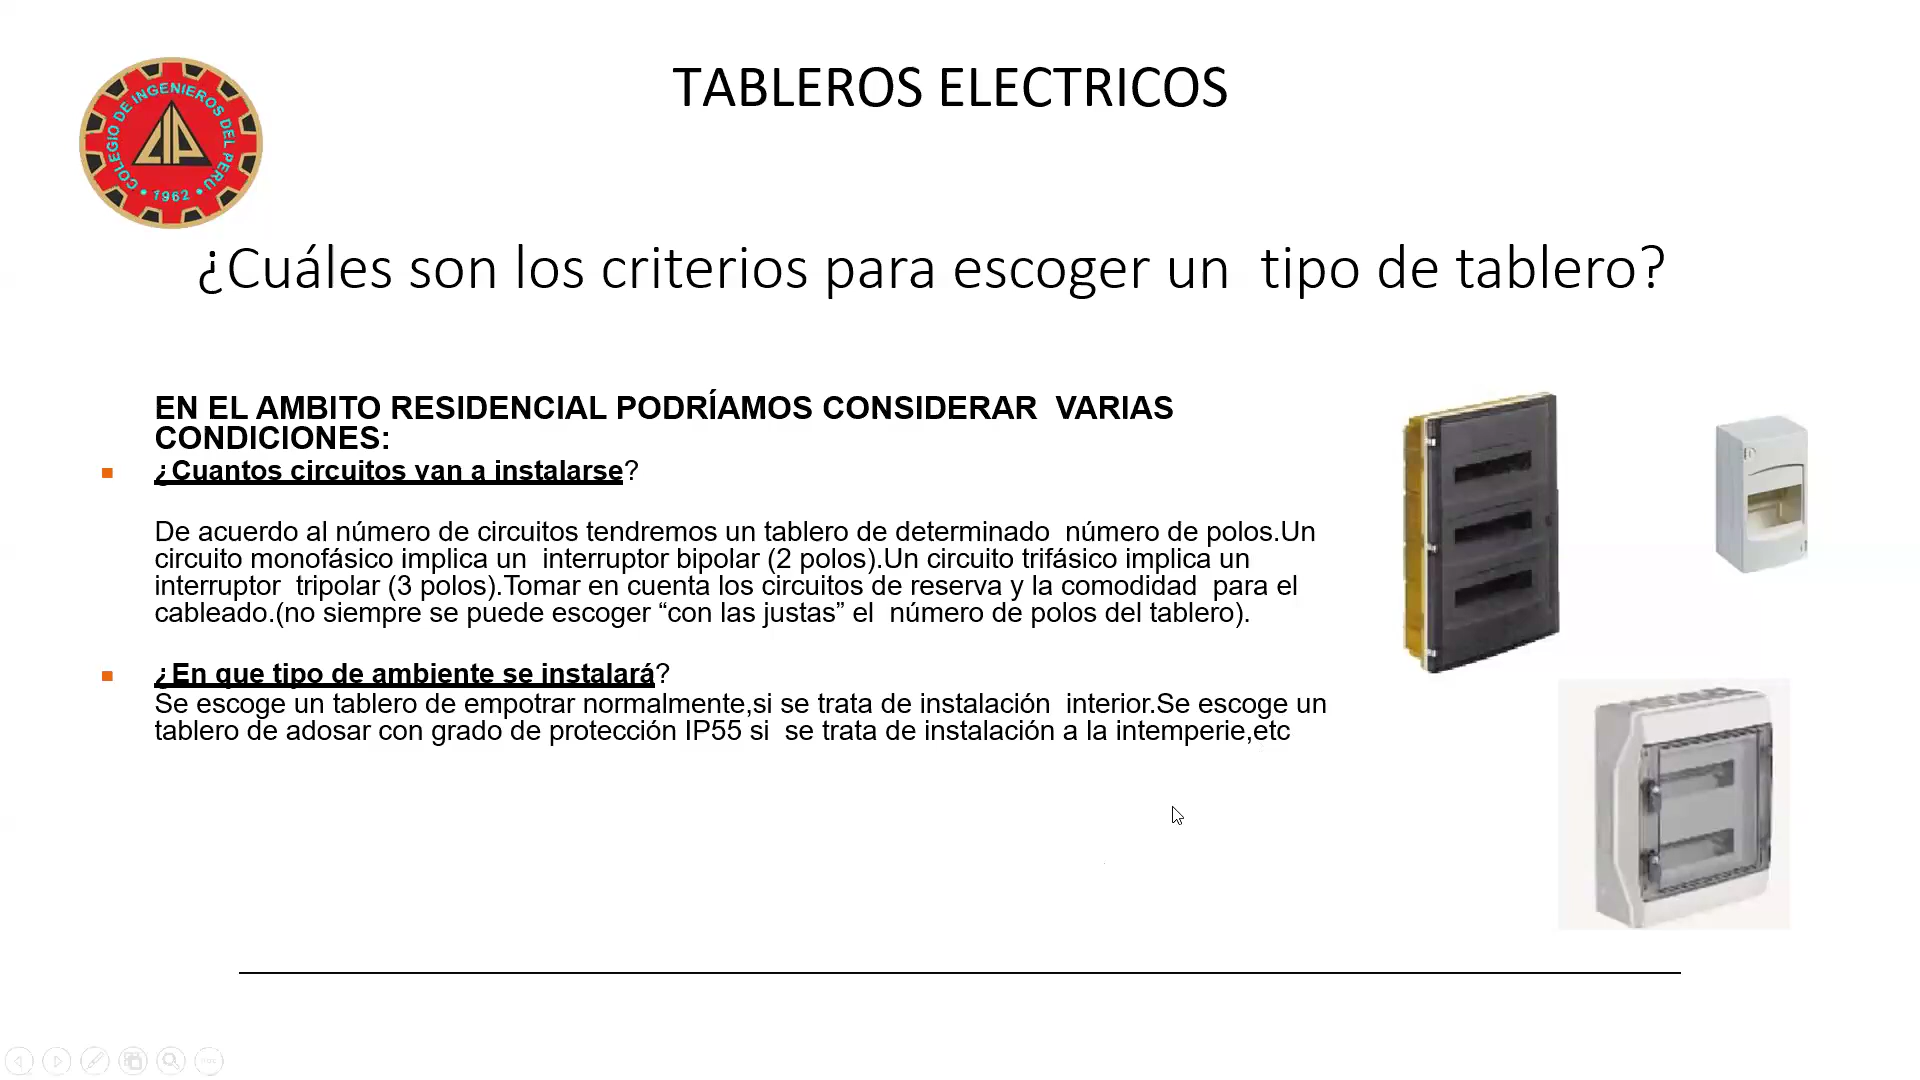 TABLEROS ELECTRICOS
COLEGIO DE INGENIEROS DEL PERU
CIP
• 1962 •
¿Cuáles son los criterios para escoger un tipo de tablero?
EN EL AMBITO RESIDENCIAL PODRÍAMOS CONSIDERAR VARIAS
CONDICIONES:
¿Cuantos circuitos van a instalarse?
De acuerdo al número de circuitos tendremos un tablero de determinado número de polos.Un
circuito monofásico implica un interruptor bipolar (2 polos).Un circuito trifásico implica un
interruptor tripolar (3 polos).Tomar en cuenta los circuitos de reserva y la comodidad para el
cableado.(no siempre se puede escoger “con las justas” el número de polos del tablero).
¿En que tipo de ambiente se instalará?
Se escoge un tablero de empotrar normalmente,si se trata de instalación interior.Se escoge un
tablero de adosar con grado de protección IP55 si se trata de instalación a la intemperie,etc